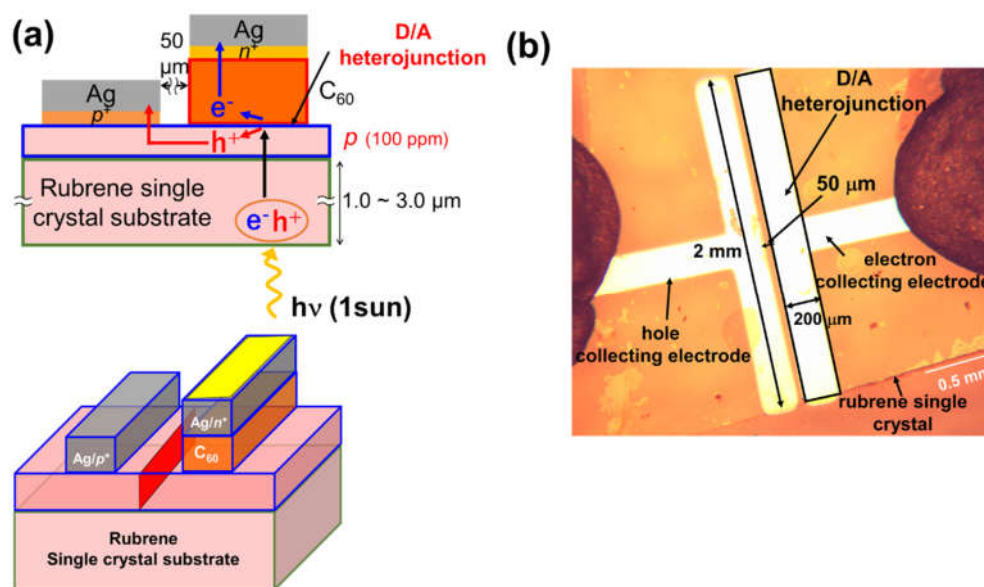 (a)
Ag
n⁺
50
μm
Ag
p⁺
D/A
heterojunction
C₆₀
e⁻
h⁺
p (100 ppm)
Rubrene single
crystal substrate
1.0 ~ 3.0 μm
e⁻ h⁺
hν (1sun)
Ag/n⁺
Ag/p⁺
C₆₀
Rubrene
Single crystal substrate
(b)
D/A
heterojunction
50 μm
2 mm
electron
collecting electrode
200 μm
hole
collecting electrode
0.5 mm
rubrene single
crystal